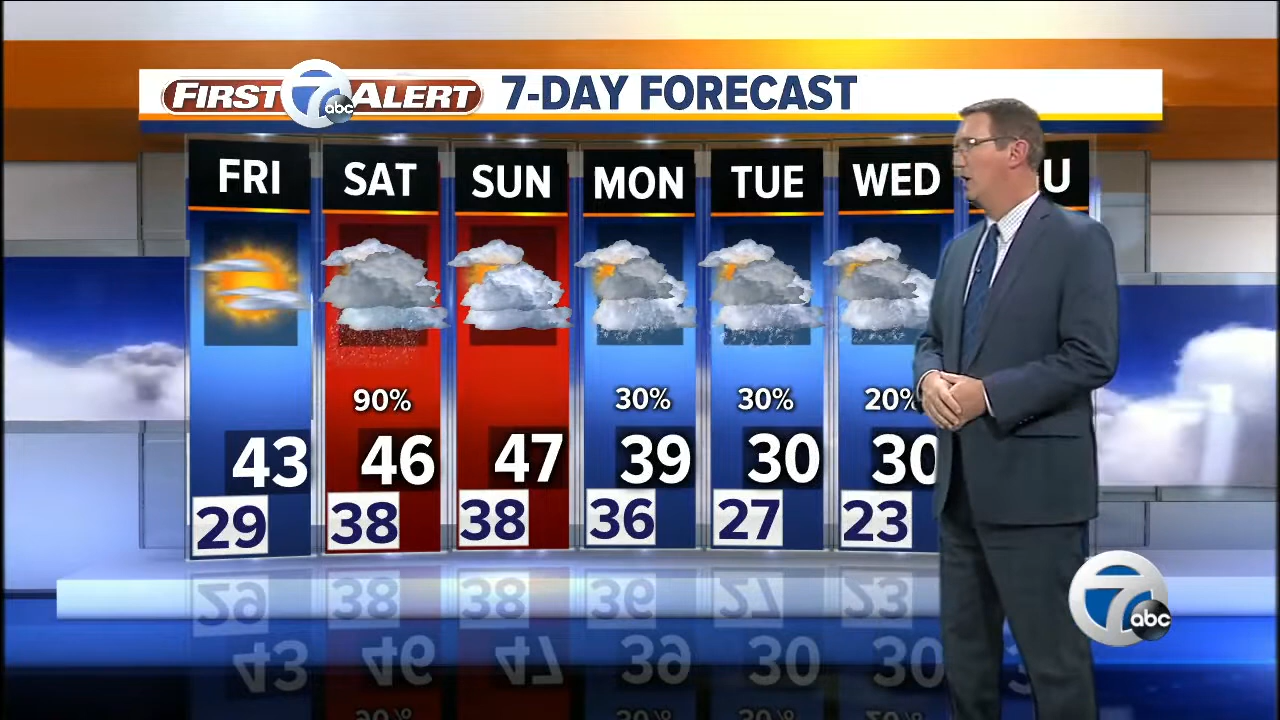 FIRST 7 abc ALERT 7-DAY FORECAST
FRI SAT SUN MON TUE WED U
90% 30% 30% 20%
43 46 47 39 30 30
29 38 38 36 27 23
7 abc